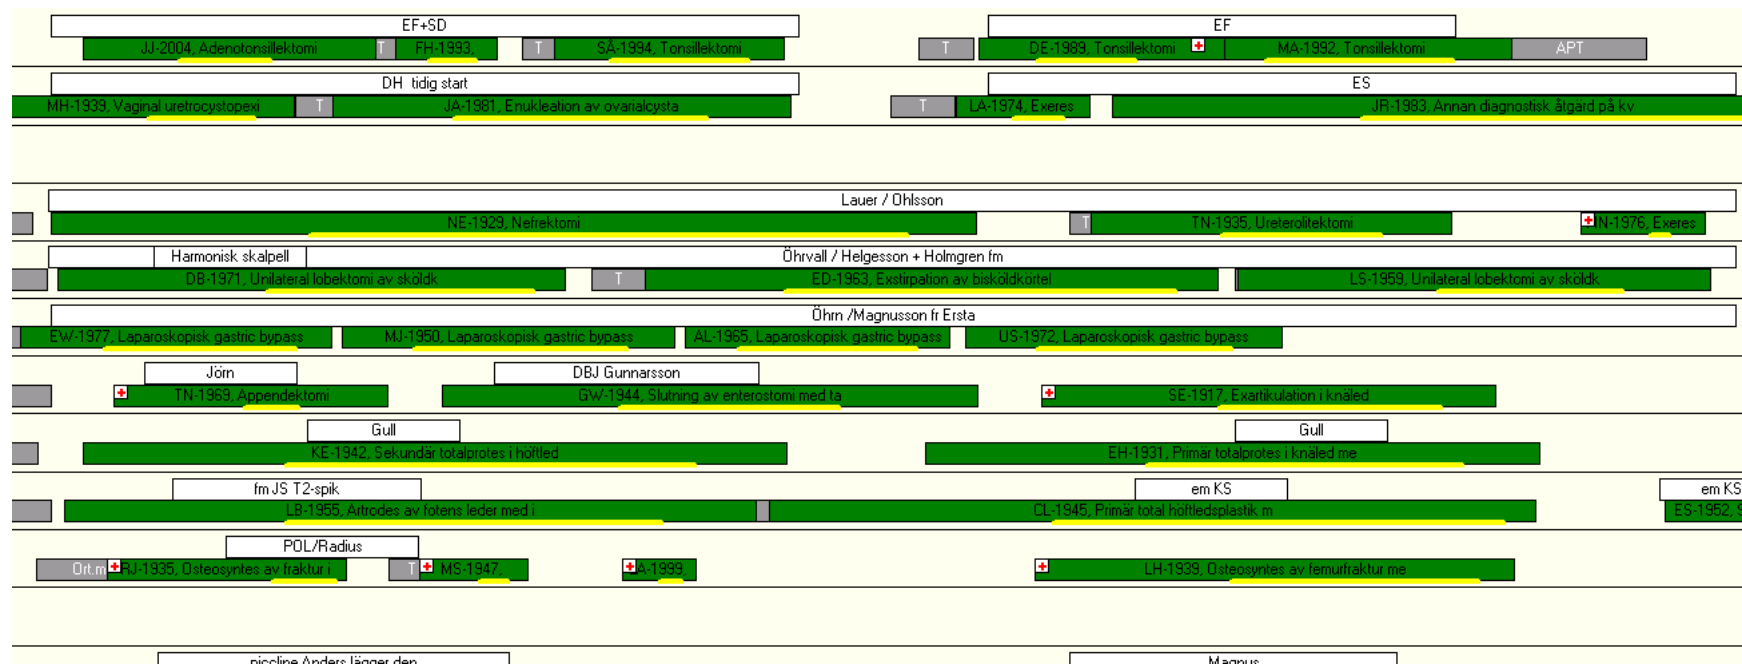 EF+SD EF
JJ-2004, Adenotonsillektomi T FH-1993, T SÅ-1994, Tonsillektomi T DE-1989, Tonsillektomi MA-1992, Tonsillektomi APT
DH tidig start ES
MH-1939, Vaginal uretrocystopexi T JA-1981, Enukleation av ovarialcysta T LA-1974, Exeres JR-1983, Annan diagnostisk åtgärd på kv
Lauer / Ohlsson
NE-1929, Nefrektomi T TN-1935, Ureterolitektomi IN-1976, Exeres
Harmonisk skalpell Öhrvall / Helgesson + Holmgren fm
DB-1971, Unilateral lobektomi av sköldk T ED-1963, Exstirpation av bisköldkörtel LS-1959, Unilateral lobektomi av sköldk
Öhrn /Magnusson fr Ersta
EW-1977, Laparoskopisk gastric bypass MJ-1950, Laparoskopisk gastric bypass AL-1965, Laparoskopisk gastric bypass US-1972, Laparoskopisk gastric bypass
Jörn DBJ Gunnarsson
TN-1969, Appendektomi GW-1944, Slutning av enterostomi med ta SE-1917, Exartikulation i knäled
Gull Gull
KE-1942, Sekundär totalprotes i höftled EH-1931, Primär totalprotes i knäled me
fm JS T2-spik em KS em KS
LB-1955, Artrodes av fotens leder med i CL-1945, Primär total höftledsplastik m ES-1952, S
POL/Radius
Ort.m RJ-1935, Osteosyntes av fraktur i T MS-1947, A-1999, LH-1939, Osteosyntes av femurfraktur me
piccline Anders lägger den Magnus